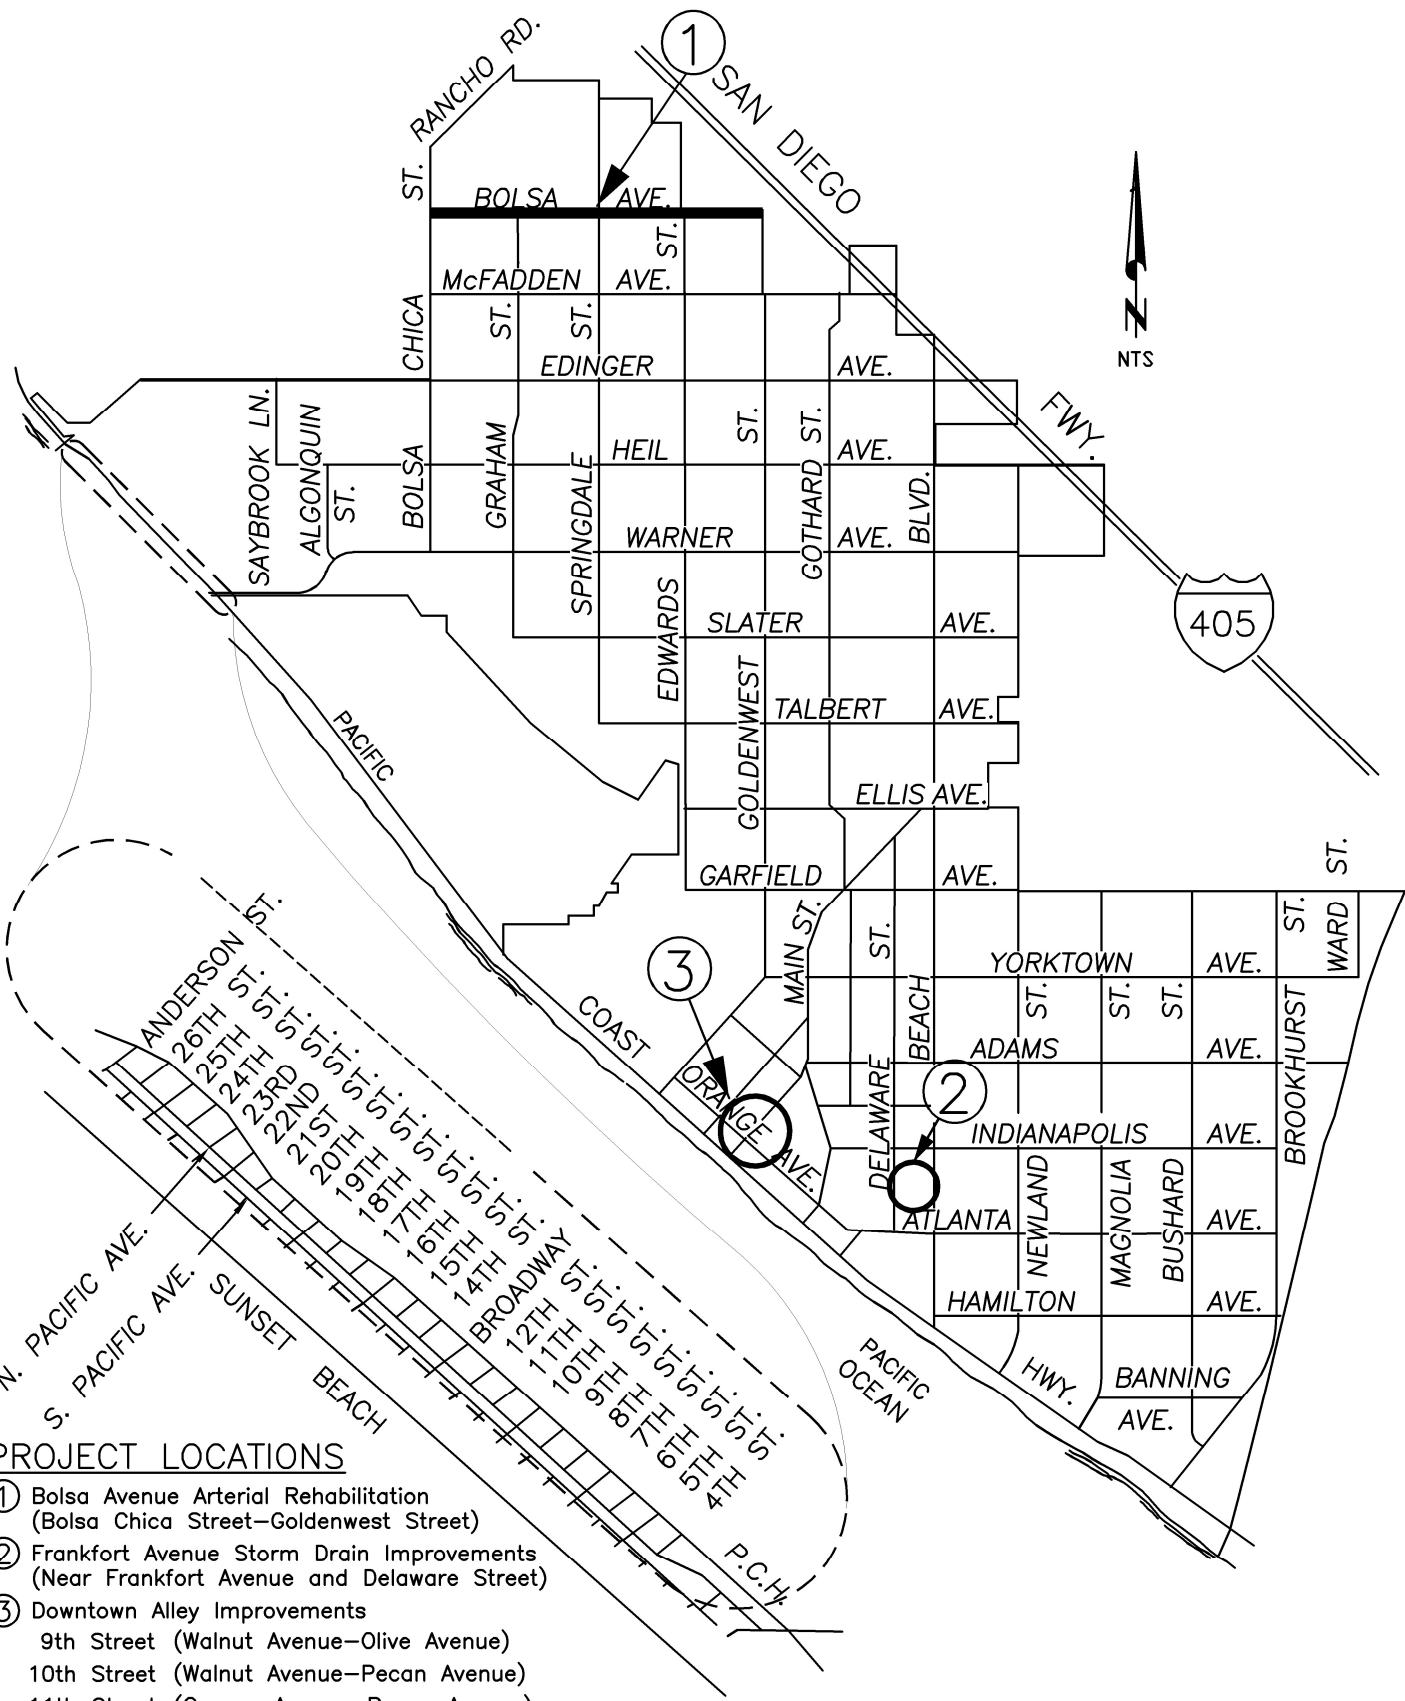 1
RANCHO RD.
SAN DIEGO
FWY.
BOLSA AVE.
McFADDEN AVE.
EDINGER AVE.
HEIL AVE.
WARNER AVE.
SLATER AVE.
TALBERT AVE.
ELLIS AVE.
GARFIELD AVE.
YORKTOWN AVE.
ADAMS AVE.
INDIANAPOLIS AVE.
ATLANTA AVE.
HAMILTON AVE.
BANNING
AVE.
N
NTS
405
SAYBROOK LN.
ALGONQUIN
ST.
BOLSA CHICA ST.
GRAHAM ST.
SPRINGDALE ST.
EDWARDS ST.
GOLDENWEST ST.
GOTHARD ST.
BEACH BLVD.
MAIN ST.
DELAWARE ST.
NEWLAND ST.
MAGNOLIA ST.
BUSHARD ST.
BROOKHURST ST.
WARD ST.
3
2
ORANGE AVE.
PACIFIC COAST HWY.
PACIFIC
OCEAN
ANDERSON ST.
26TH ST.
25TH ST.
24TH ST.
23RD ST.
22ND ST.
21ST ST.
20TH ST.
19TH ST.
18TH ST.
17TH ST.
16TH ST.
15TH ST.
14TH ST.
BROADWAY
12TH ST.
11TH ST.
10TH ST.
9TH ST.
8TH ST.
7TH ST.
6TH ST.
5TH ST.
4TH ST.
P.C.H.
N. PACIFIC AVE.
S. PACIFIC AVE.
SUNSET BEACH
PROJECT LOCATIONS
1 Bolsa Avenue Arterial Rehabilitation
(Bolsa Chica Street–Goldenwest Street)
2 Frankfort Avenue Storm Drain Improvements
(Near Frankfort Avenue and Delaware Street)
3 Downtown Alley Improvements
9th Street (Walnut Avenue–Olive Avenue)
10th Street (Walnut Avenue–Pecan Avenue)